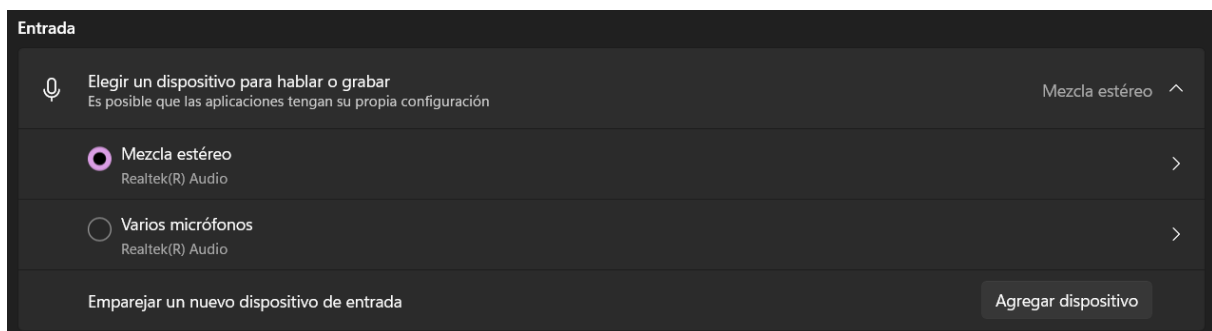 Entrada
Elegir un dispositivo para hablar o grabar
Es posible que las aplicaciones tengan su propia configuración
Mezcla estéreo
Mezcla estéreo
Realtek(R) Audio
Varios micrófonos
Realtek(R) Audio
Emparejar un nuevo dispositivo de entrada
Agregar dispositivo